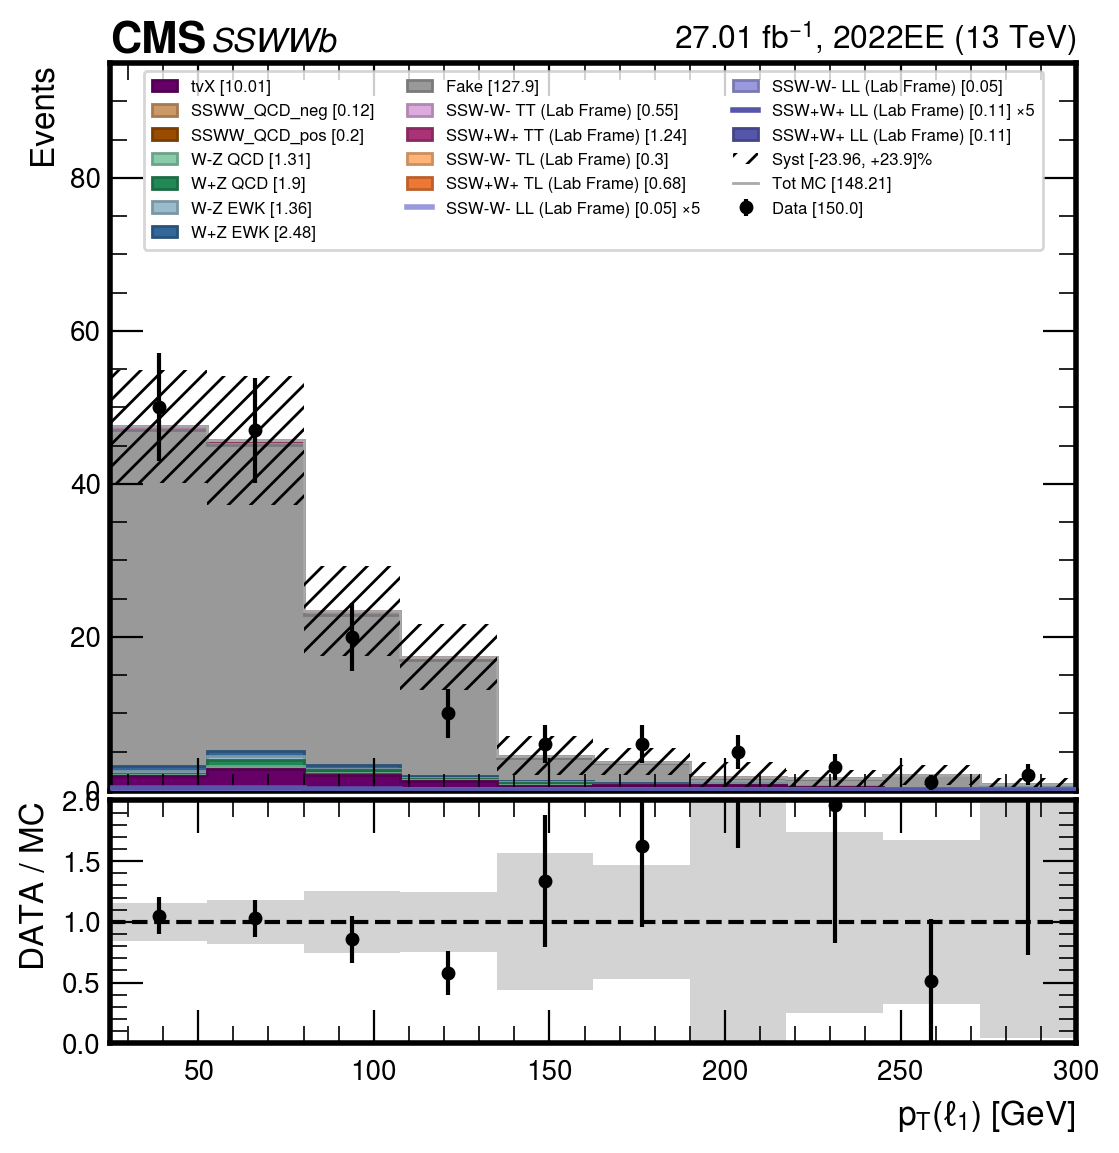 CMS SSWWb 27.01 fb⁻¹, 2022EE (13 TeV)
Events
tVX [10.01]
SSWW_QCD_neg [0.12]
SSWW_QCD_pos [0.2]
W-Z QCD [1.31]
W+Z QCD [1.9]
W-Z EWK [1.36]
W+Z EWK [2.48]
Fake [127.9]
SSW-W- TT (Lab Frame) [0.55]
SSW+W+ TT (Lab Frame) [1.24]
SSW-W- TL (Lab Frame) [0.3]
SSW+W+ TL (Lab Frame) [0.68]
SSW-W- LL (Lab Frame) [0.05] ×5
SSW-W- LL (Lab Frame) [0.05]
SSW+W+ LL (Lab Frame) [0.11] ×5
SSW+W+ LL (Lab Frame) [0.11]
Syst [-23.96, +23.9]%
Tot MC [148.21]
Data [150.0]
80
60
40
20
0
DATA / MC
2.0
1.5
1.0
0.5
0.0
50 100 150 200 250 300
p_T(ℓ₁) [GeV]